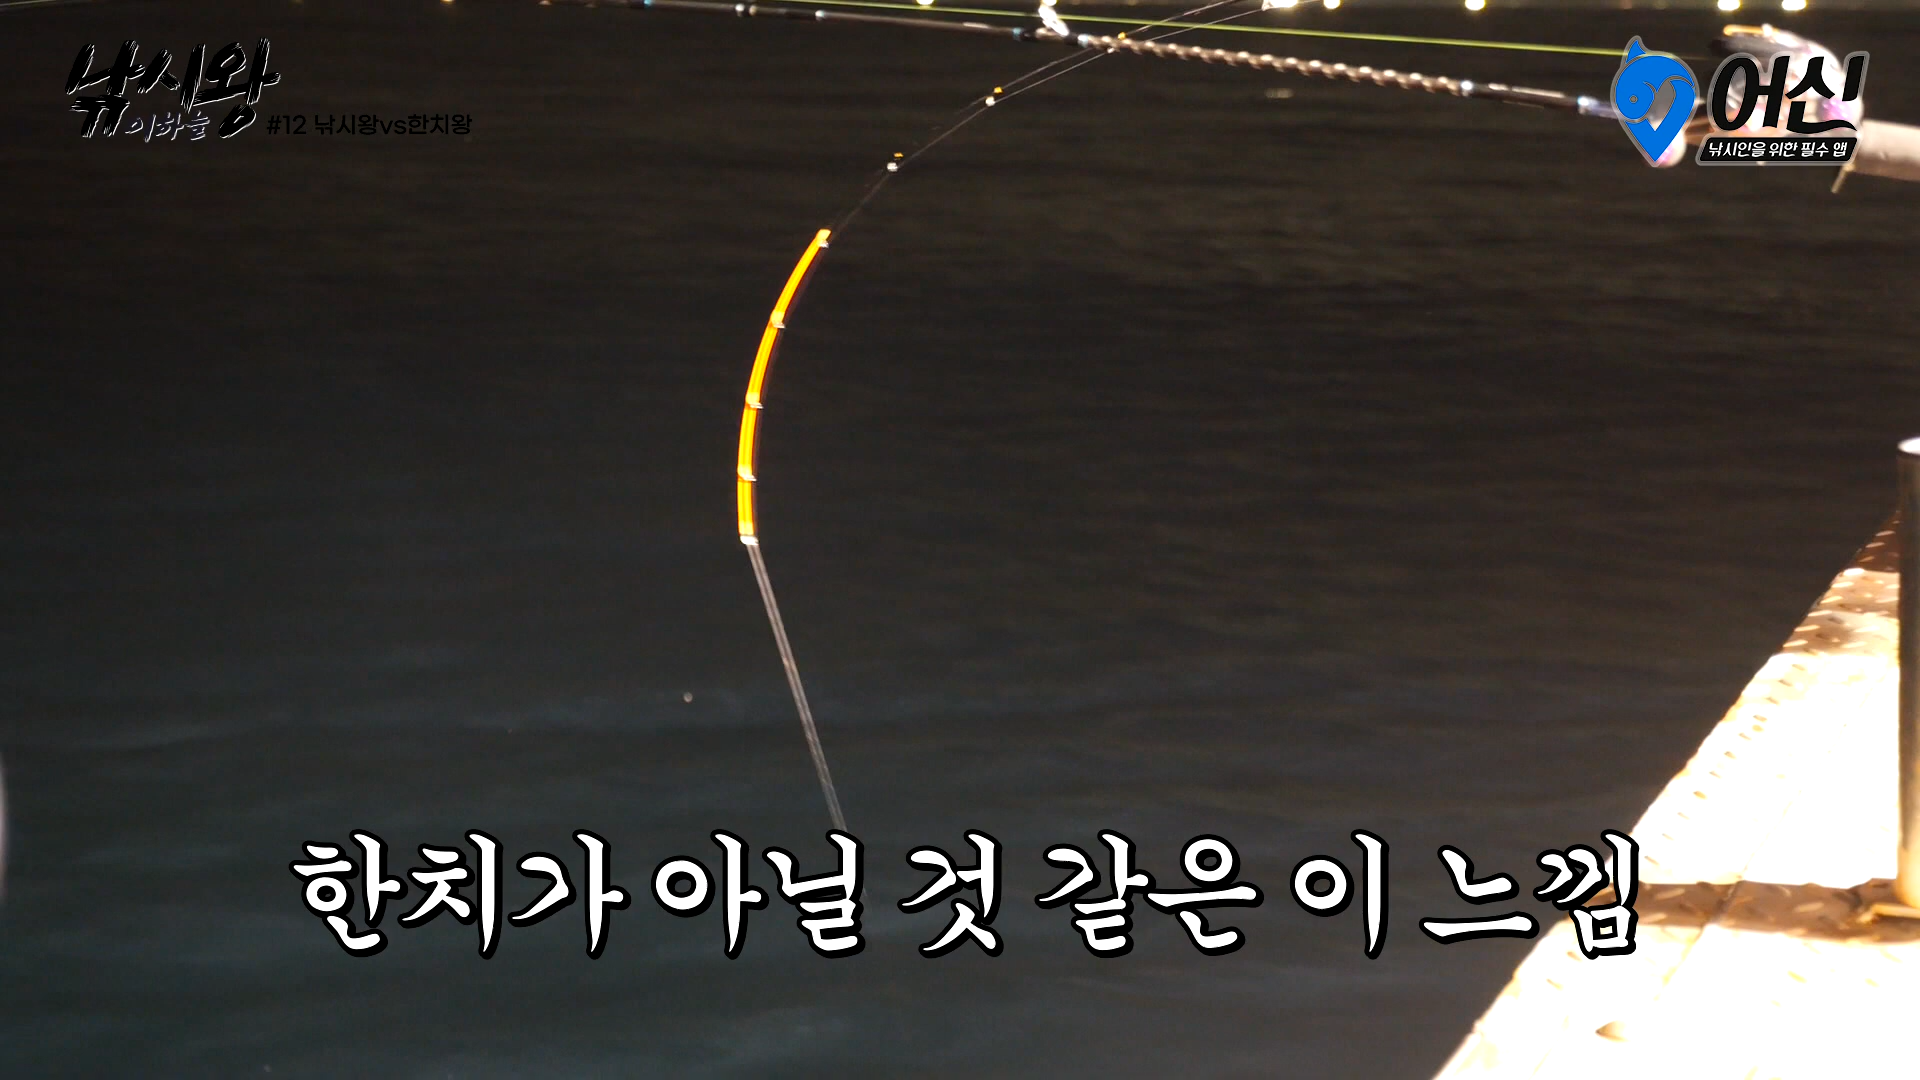 낚시왕
이하늘
#12 낚시왕vs한치왕
어신
낚시인을 위한 필수 앱
한치가 아닐 것 같은 이 느낌